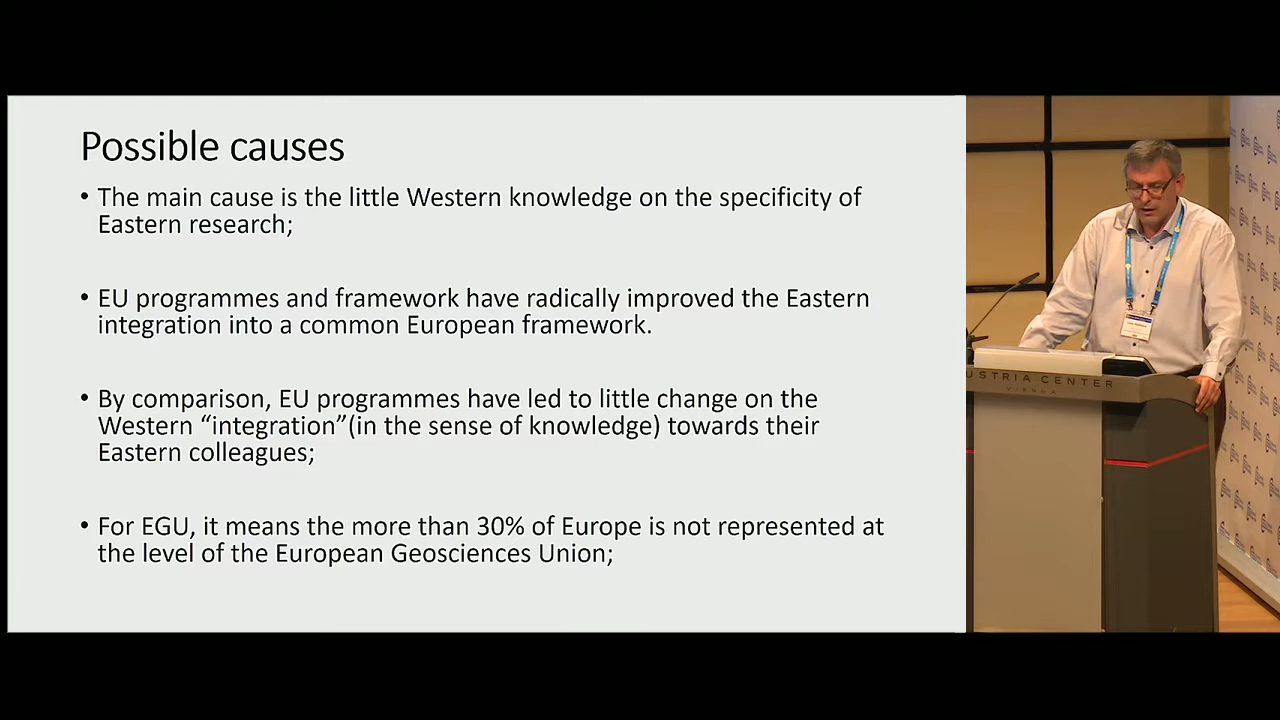 Possible causes
• The main cause is the little Western knowledge on the specificity of
Eastern research;
• EU programmes and framework have radically improved the Eastern
integration into a common European framework.
• By comparison, EU programmes have led to little change on the
Western “integration”(in the sense of knowledge) towards their
Eastern colleagues;
• For EGU, it means the more than 30% of Europe is not represented at
the level of the European Geosciences Union;
USTRIA CENTER
VIENNA